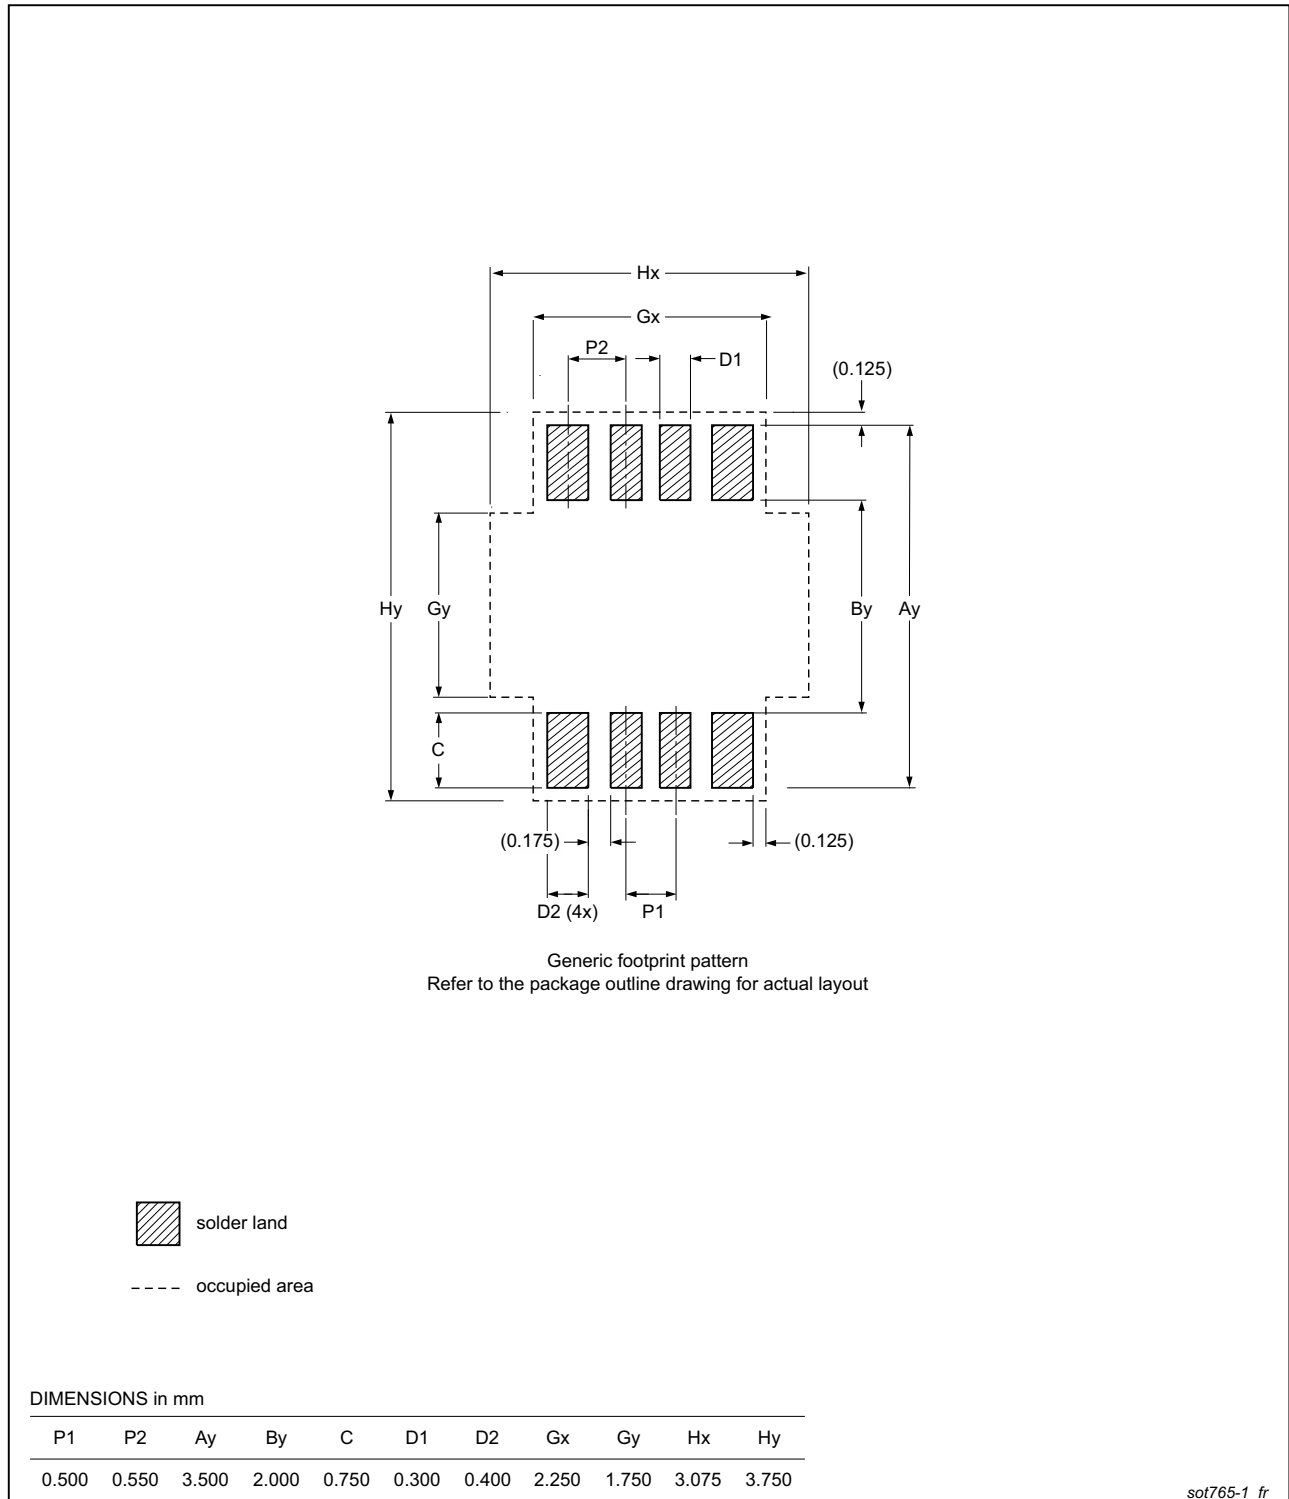 Hx
Gx
P2
D1
(0.125)
Hy
Gy
By
Ay
C
(0.175)
(0.125)
D2 (4x)
P1
Generic footprint pattern
Refer to the package outline drawing for actual layout
solder land
occupied area
DIMENSIONS in mm
P1 P2 Ay By C D1 D2 Gx Gy Hx Hy
0.500 0.550 3.500 2.000 0.750 0.300 0.400 2.250 1.750 3.075 3.750
sot765-1_fr